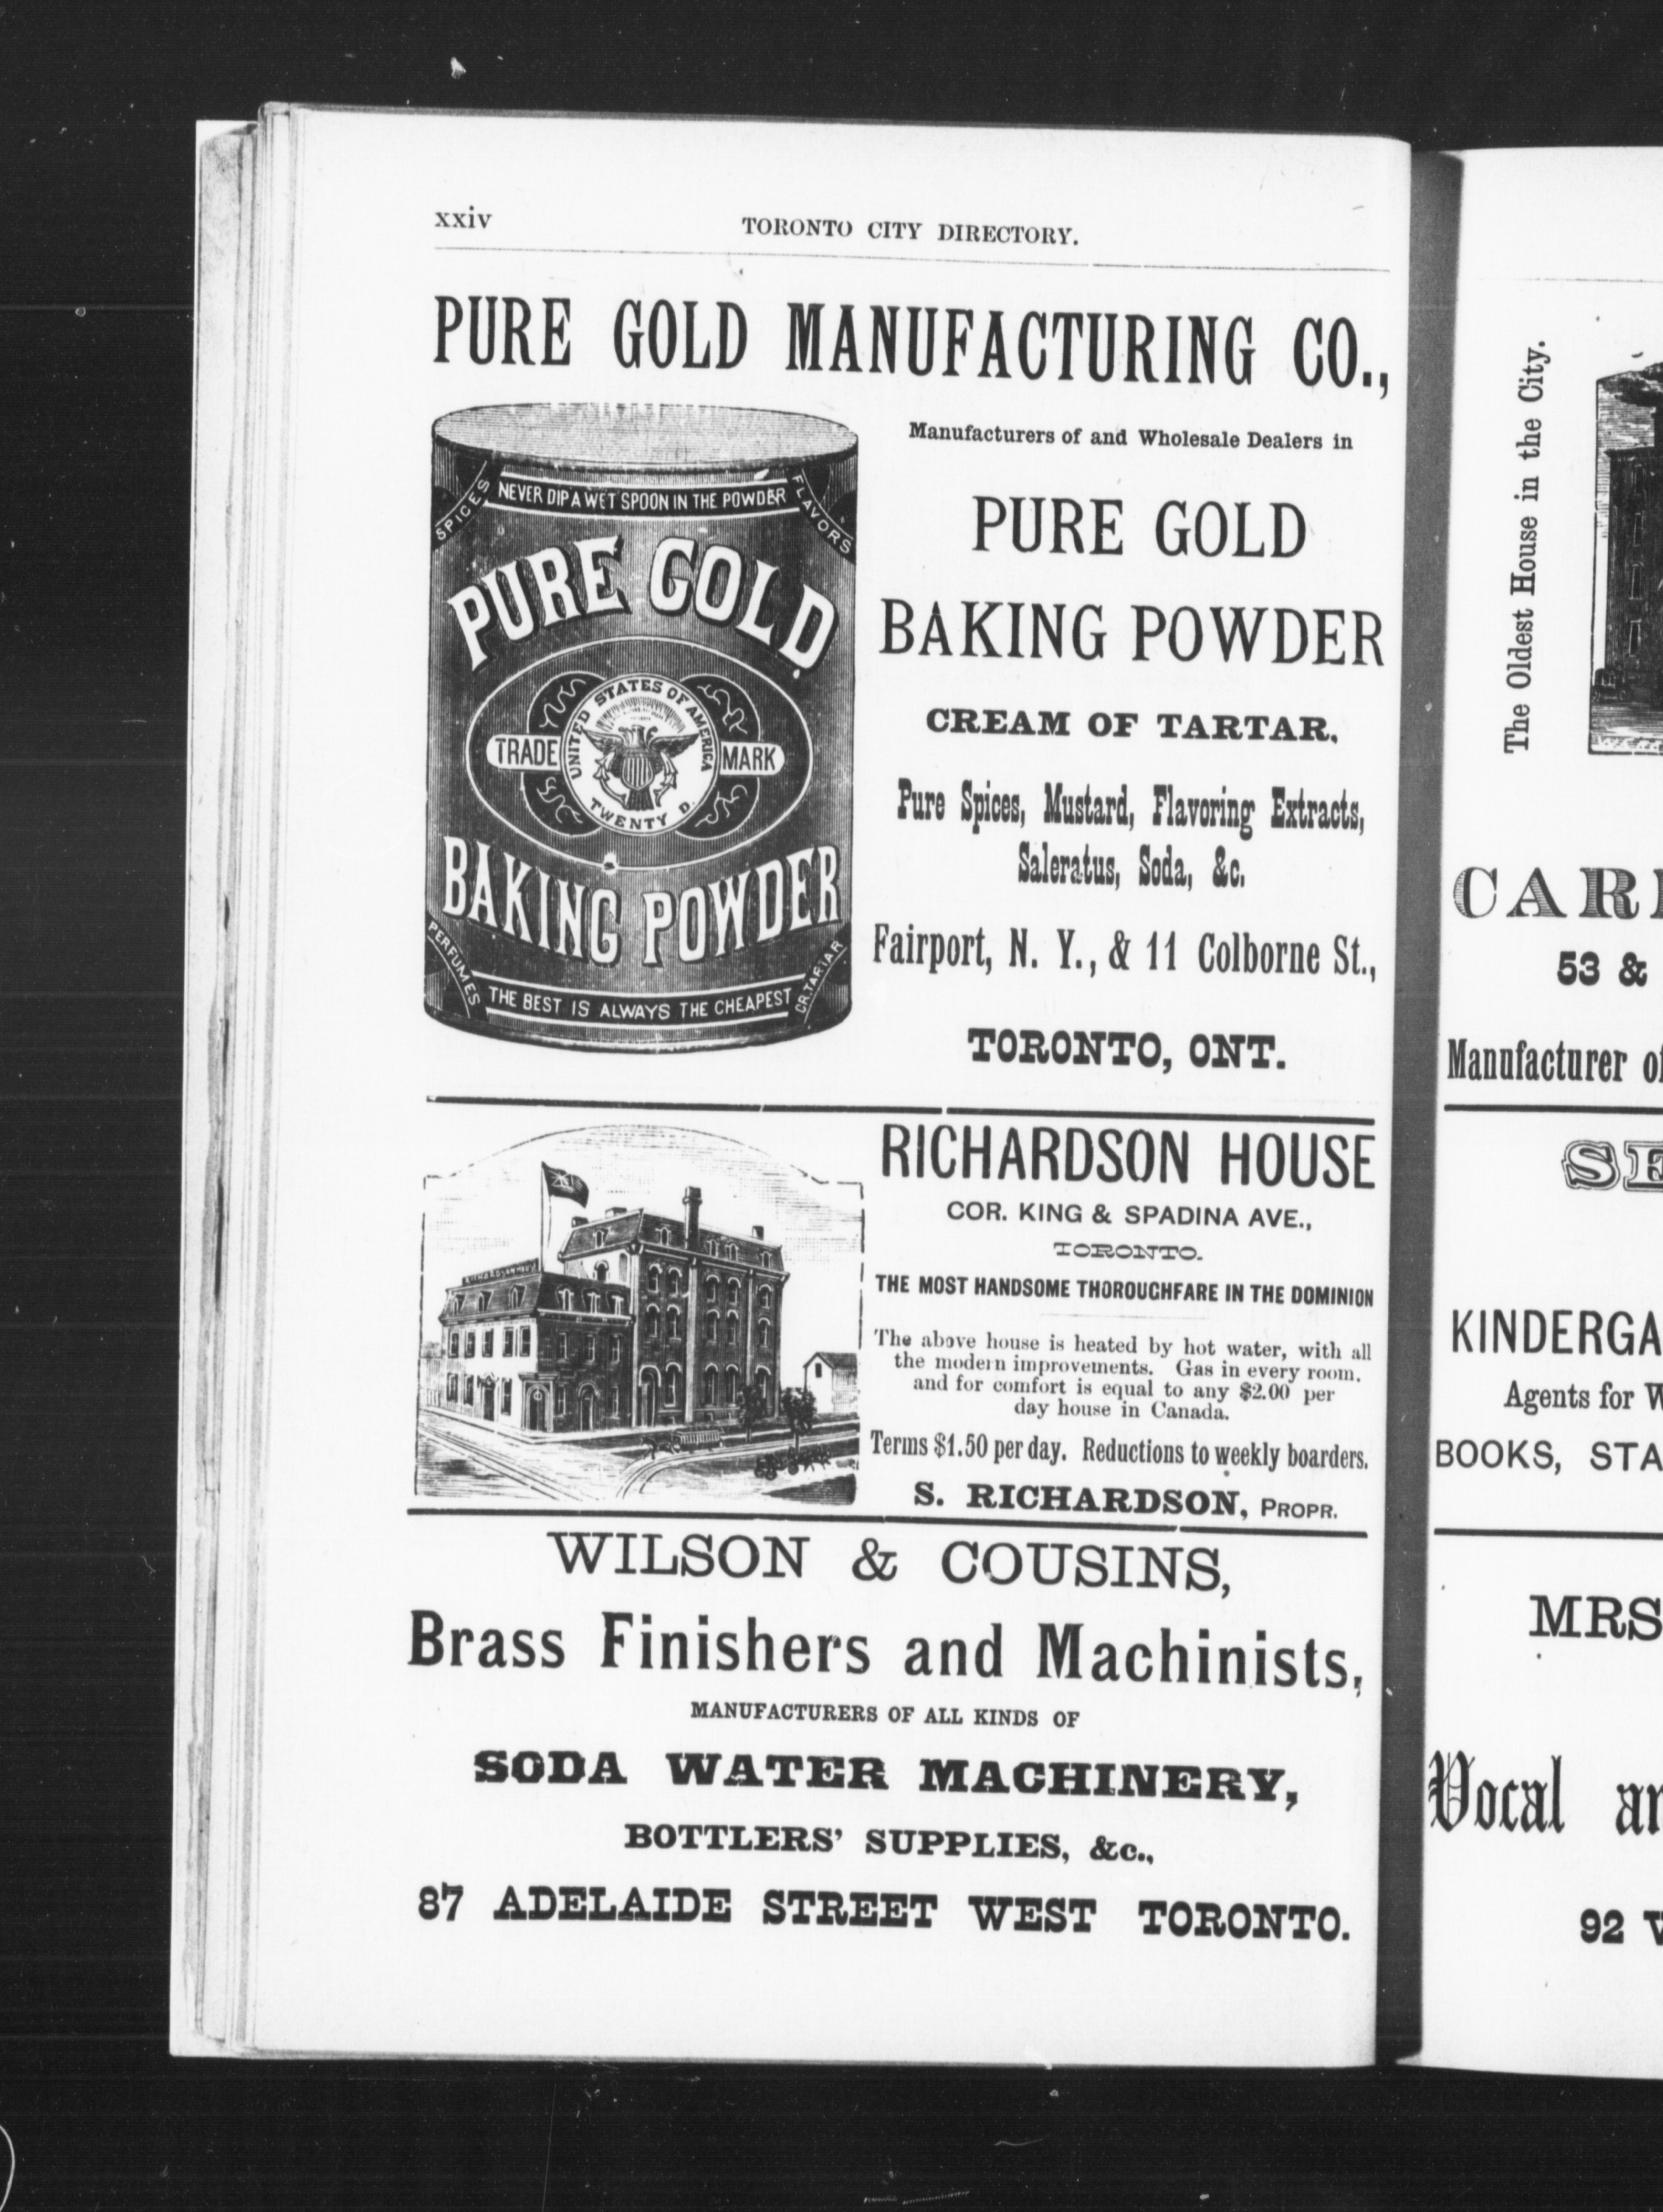 xxiv
TORONTO CITY DIRECTORY.
PURE GOLD MANUFACTURING CO.,
NEVER DIP A WET SPOON IN THE POWDER
SPICES
FLAVORS
PURE GOLD
UNITED STATES OF AMERICA
TRADE MARK
TWENTY D.
BAKING POWDER
PERFUMES
CR. TARTAR
THE BEST IS ALWAYS THE CHEAPEST
Manufacturers of and Wholesale Dealers in
PURE GOLD
BAKING POWDER
CREAM OF TARTAR.
Pure Spices, Mustard, Flavoring Extracts,
Saleratus, Soda, &c.
Fairport, N. Y., & 11 Colborne St.,
TORONTO, ONT.
RICHARDSON HOUSE
RICHARDSON HOUSE
COR. KING & SPADINA AVE.,
TORONTO.
THE MOST HANDSOME THOROUGHFARE IN THE DOMINION
The above house is heated by hot water, with all
the modern improvements. Gas in every room,
and for comfort is equal to any $2.00 per
day house in Canada.
Terms $1.50 per day. Reductions to weekly boarders.
S. RICHARDSON, PROPR.
WILSON & COUSINS,
Brass Finishers and Machinists,
MANUFACTURERS OF ALL KINDS OF
SODA WATER MACHINERY,
BOTTLERS' SUPPLIES, &c.,
87 ADELAIDE STREET WEST TORONTO.
The Oldest House in the City.
CAR
53 &
Manufacturer of
SE
KINDERGA
Agents for W
BOOKS, STA
MRS
Vocal an
92 V